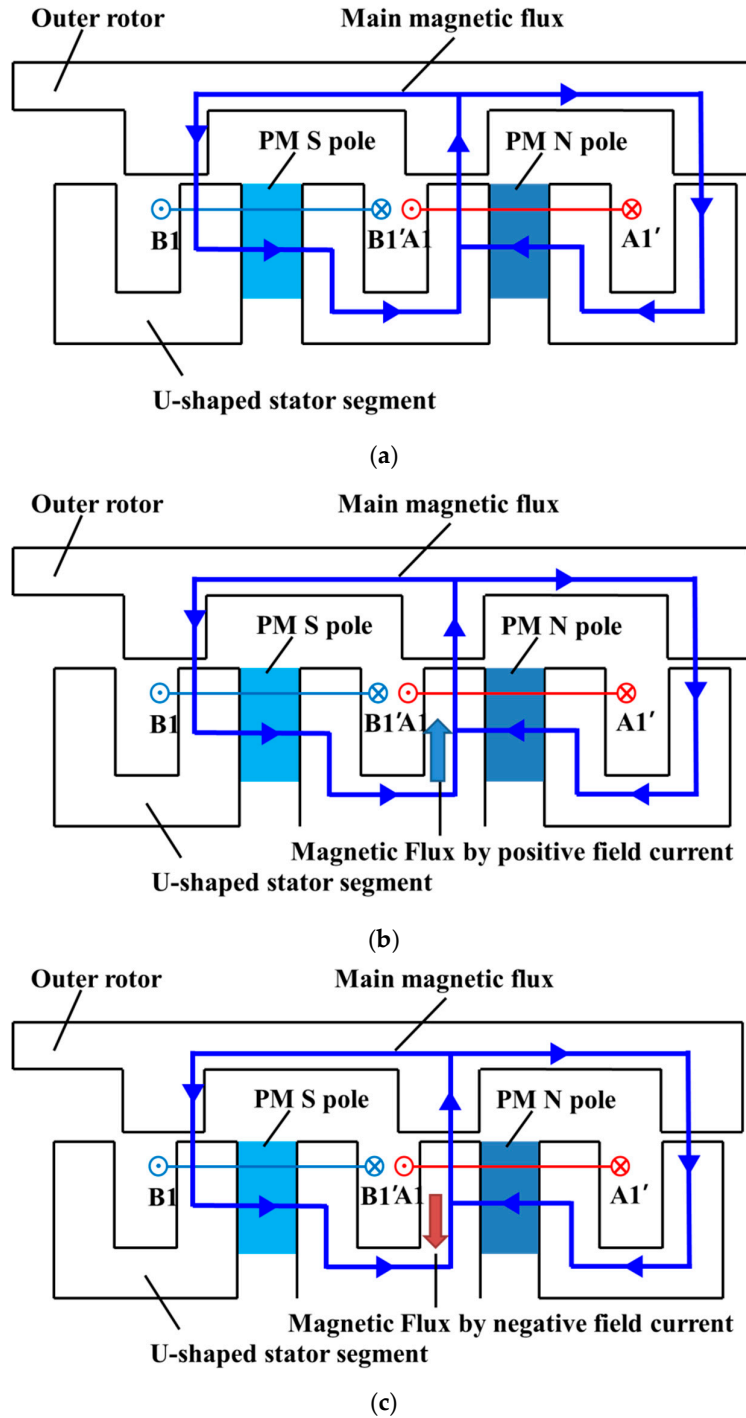 Outer rotor
Main magnetic flux
PM S pole
PM N pole
B1
B1′
A1
A1′
U-shaped stator segment
(a)
Outer rotor
Main magnetic flux
PM S pole
PM N pole
B1
B1′
A1
A1′
Magnetic Flux by positive field current
U-shaped stator segment
(b)
Outer rotor
Main magnetic flux
PM S pole
PM N pole
B1
B1′
A1
A1′
Magnetic Flux by negative field current
U-shaped stator segment
(c)